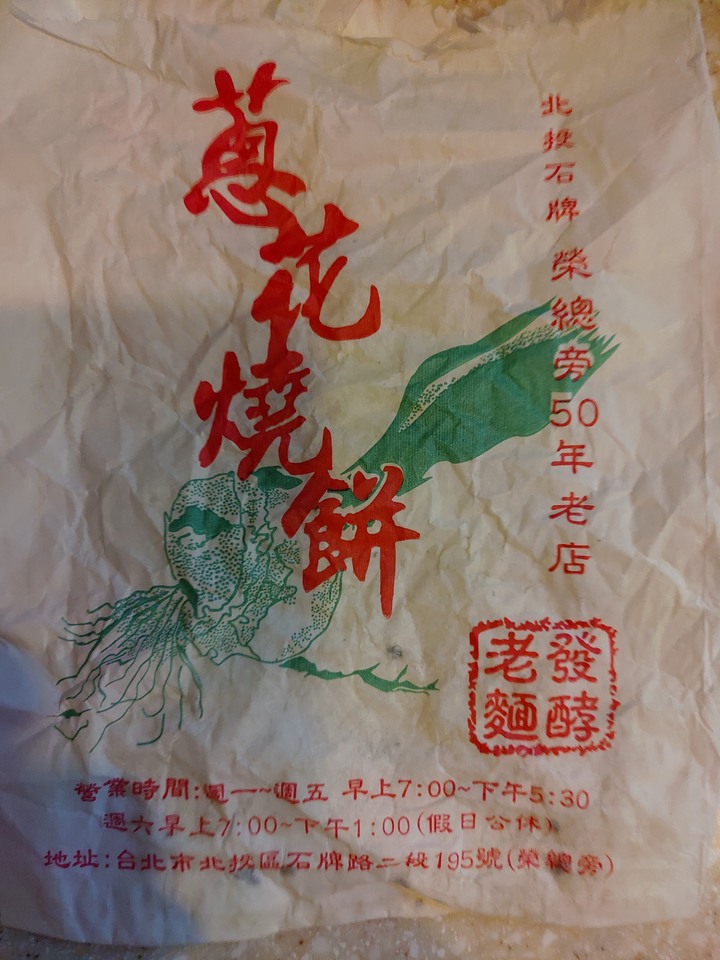 蔥花燒餅
北投石牌 榮總旁50年老店
發酵
老麵
營業時間:週一~週五 早上7:00~下午5:30
週六早上7:00~下午1:00(假日公休)
地址:台北市北投區石牌路二段195號(榮總旁)